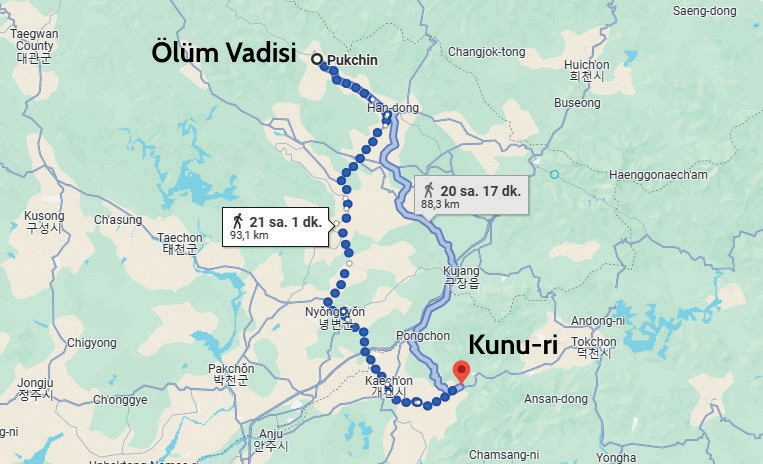 Saeng-dong
Taegwan
County
대관군
Ölüm Vadisi
Pukchin
Changjok-tong
Huich'on
희천시
Buseong
Han-dong
Haenggonaecham
20 sa. 17 dk.
88,3 km
21 sa. 1 dk.
93,1 km
Kusong
구성시
Ch'asung
Taechon
태천군
Kujang
구장읍
Nyŏngbyŏn
녕변군
Andong-ni
Pongchon
Kunu-ri
Tokchon
덕천시
Chigyong
Pakchŏn
박천군
Kaech'on
개천시
Jongju
정주시
Ch'onggye
Ansan-dong
Anju
안주시
Chamsang-ni
Yongha